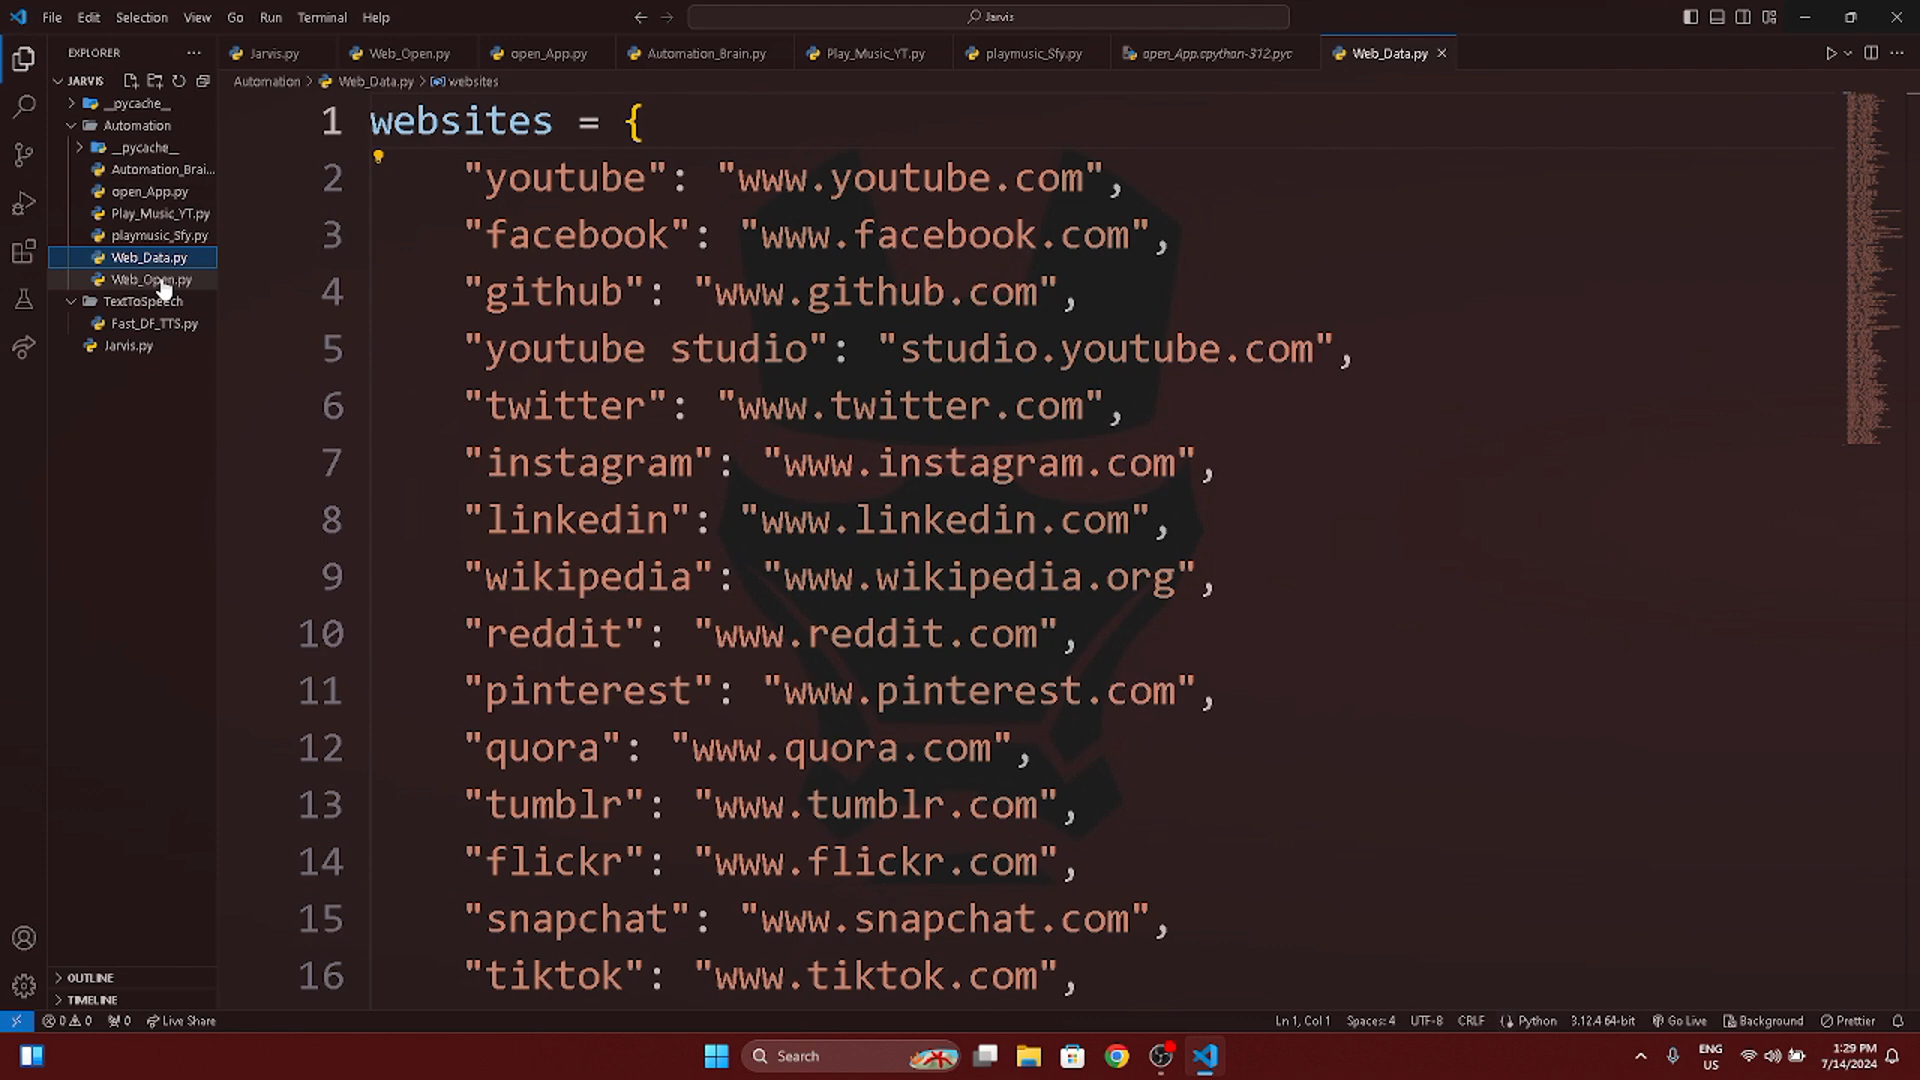 File Edit Selection View Go Run Terminal Help
Jarvis
EXPLORER
Jarvis.py Web_Open.py open_App.py Automation_Brain.py Play_Music_YT.py playmusic_Sfy.py open_App.cpython-312.pyc Web_Data.py
JARVIS
Automation > Web_Data.py > websites
__pycache__
Automation
__pycache__
Automation_Brai...
open_App.py
Play_Music_YT.py
playmusic_Sfy.py
Web_Data.py
Web_Open.py
TextToSpeech
Fast_DF_TTS.py
Jarvis.py
1 websites = {
2 "youtube": "www.youtube.com",
3 "facebook": "www.facebook.com",
4 "github": "www.github.com",
5 "youtube studio": "studio.youtube.com",
6 "twitter": "www.twitter.com",
7 "instagram": "www.instagram.com",
8 "linkedin": "www.linkedin.com",
9 "wikipedia": "www.wikipedia.org",
10 "reddit": "www.reddit.com",
11 "pinterest": "www.pinterest.com",
12 "quora": "www.quora.com",
13 "tumblr": "www.tumblr.com",
14 "flickr": "www.flickr.com",
15 "snapchat": "www.snapchat.com",
16 "tiktok": "www.tiktok.com",
OUTLINE
TIMELINE
0 0 0 Live Share Ln 1, Col 1 Spaces: 4 UTF-8 CRLF Python 3.12.4 64-bit Go Live Background Prettier
Search
ENG
US
1:29 PM
7/14/2024